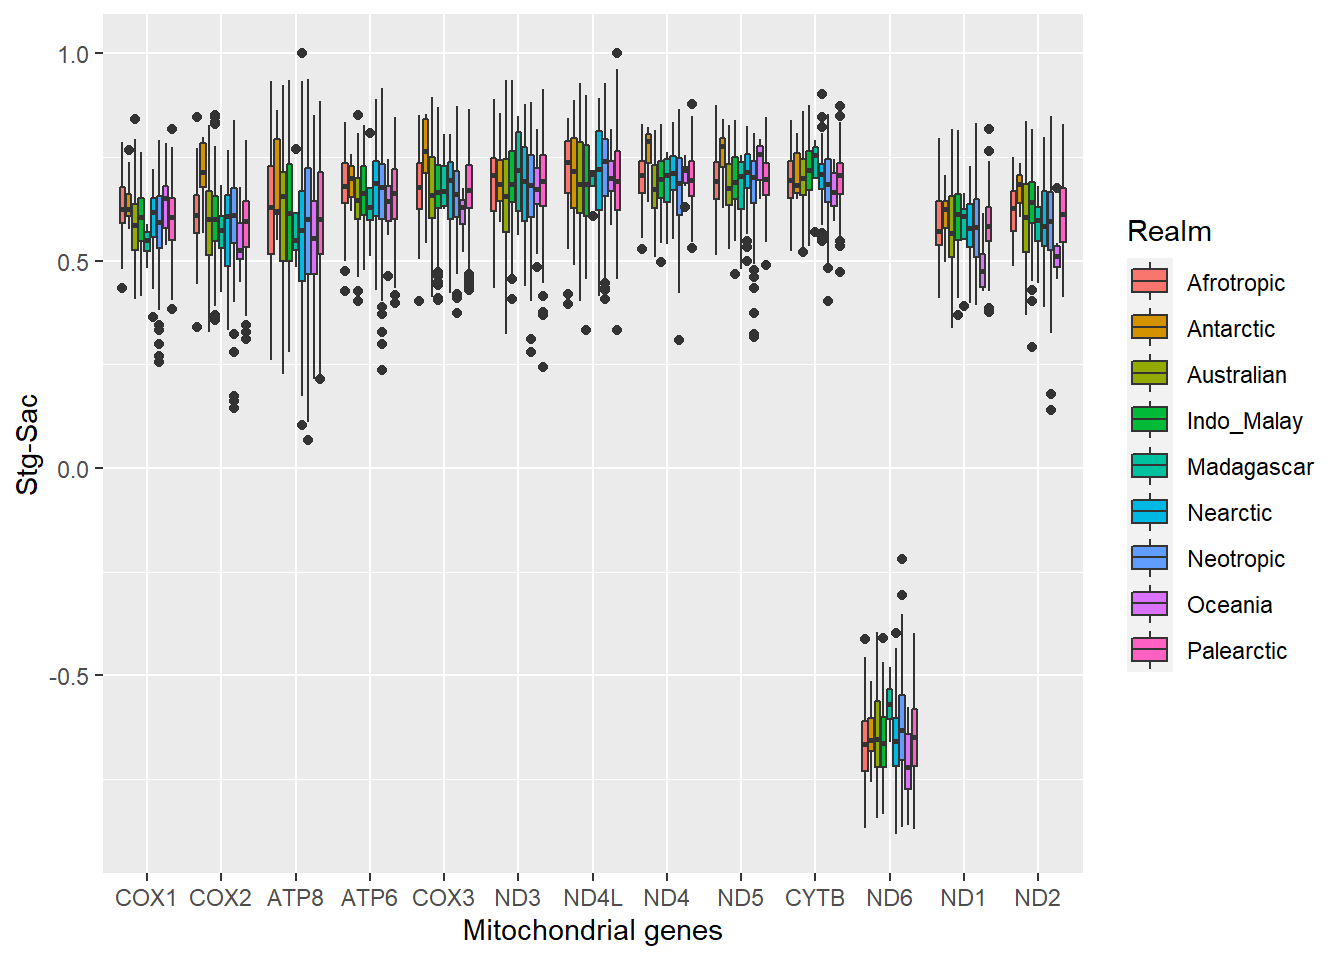 1.0
0.5
0.0
-0.5
Stg-Sac
COX1 COX2 ATP8 ATP6 COX3 ND3 ND4L ND4 ND5 CYTB ND6 ND1 ND2
Mitochondrial genes
Realm
Afrotropic
Antarctic
Australian
Indo_Malay
Madagascar
Nearctic
Neotropic
Oceania
Palearctic